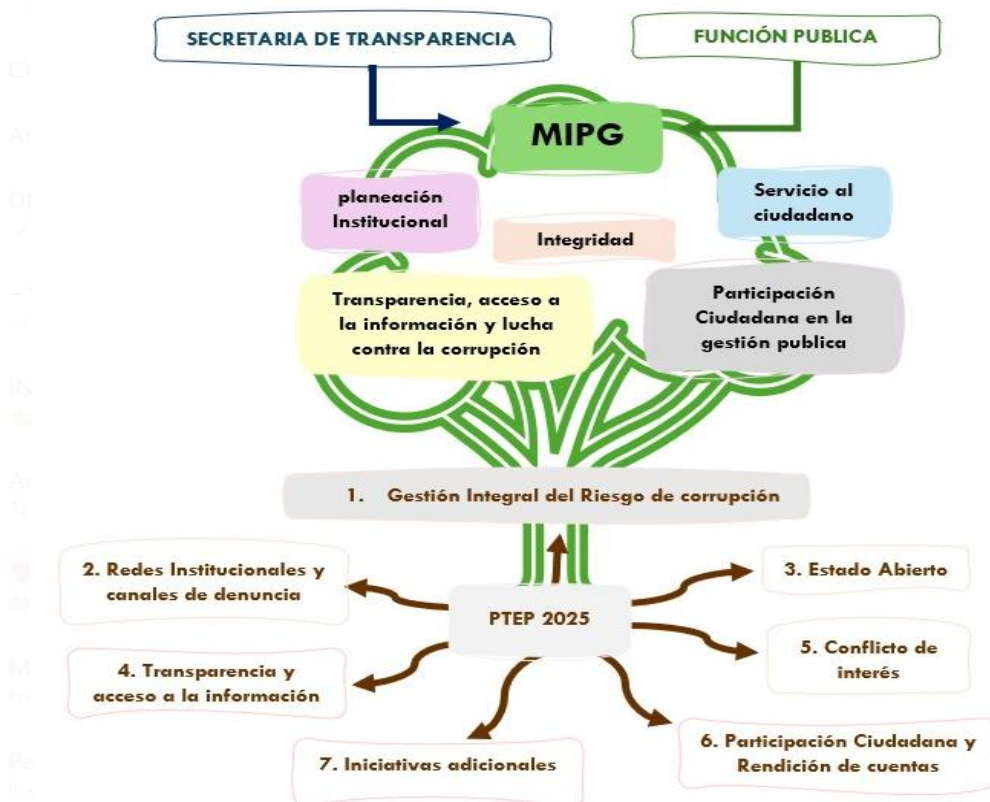 SECRETARIA DE TRANSPARENCIA
FUNCIÓN PUBLICA
MIPG
planeación
Institucional
Servicio al
ciudadano
Integridad
Transparencia, acceso a
la información y lucha
contra la corrupción
Participación
Ciudadana en la
gestión publica
1. Gestión Integral del Riesgo de corrupción
2. Redes Institucionales y
canales de denuncia
3. Estado Abierto
PTEP 2025
4. Transparencia y
acceso a la información
5. Conflicto de
interés
6. Participación Ciudadana y
Rendición de cuentas
7. Iniciativas adicionales